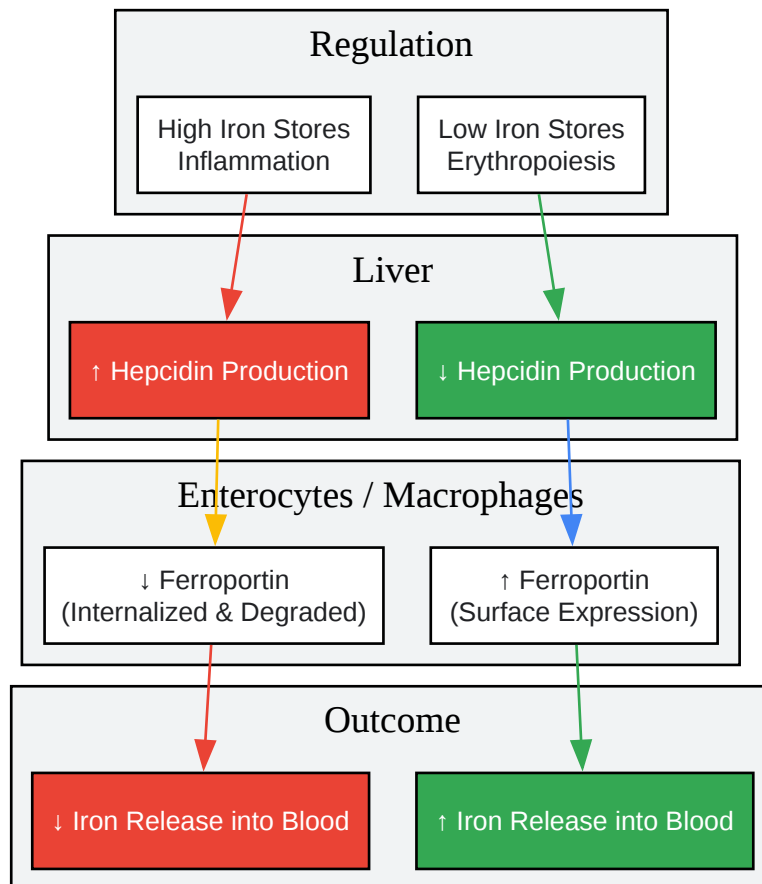 Regulation
High Iron Stores
Inflammation
Low Iron Stores
Erythropoiesis
Liver
↑ Hepcidin Production
↓ Hepcidin Production
Enterocytes / Macrophages
↓ Ferroportin
(Internalized & Degraded)
↑ Ferroportin
(Surface Expression)
Outcome
↓ Iron Release into Blood
↑ Iron Release into Blood